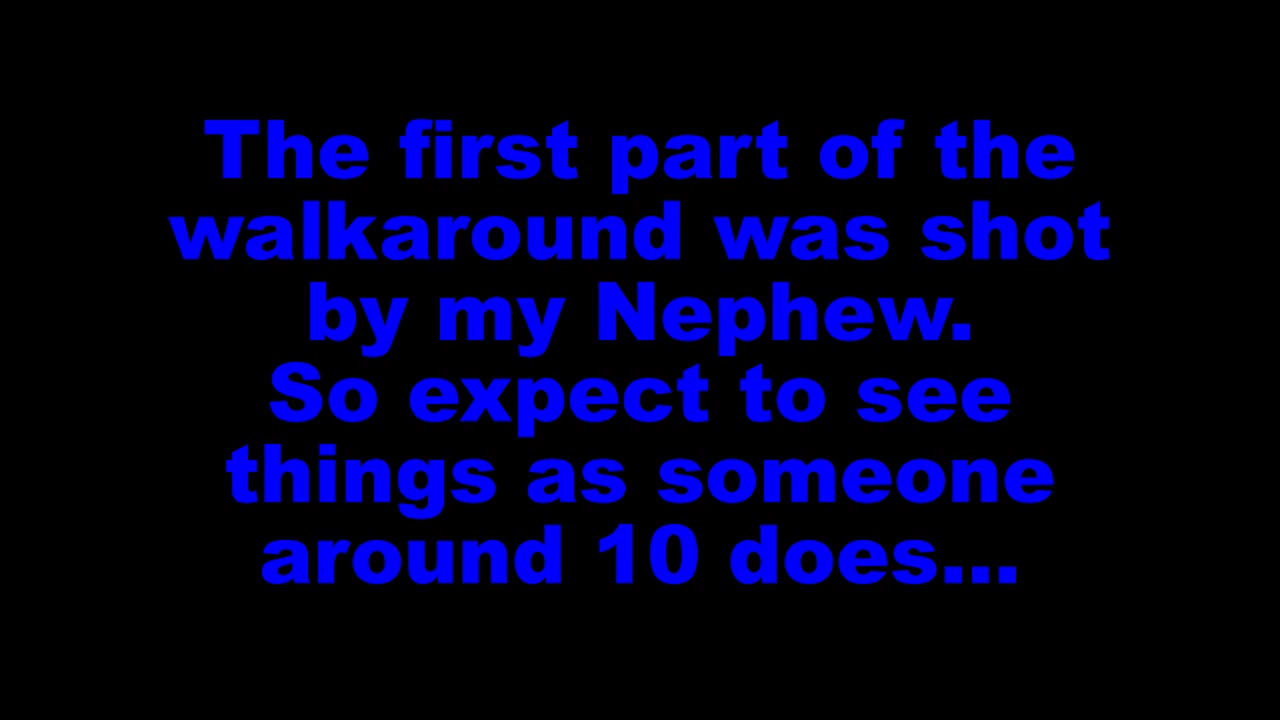 The first part of the
walkaround was shot
by my Nephew.
So expect to see
things as someone
around 10 does...